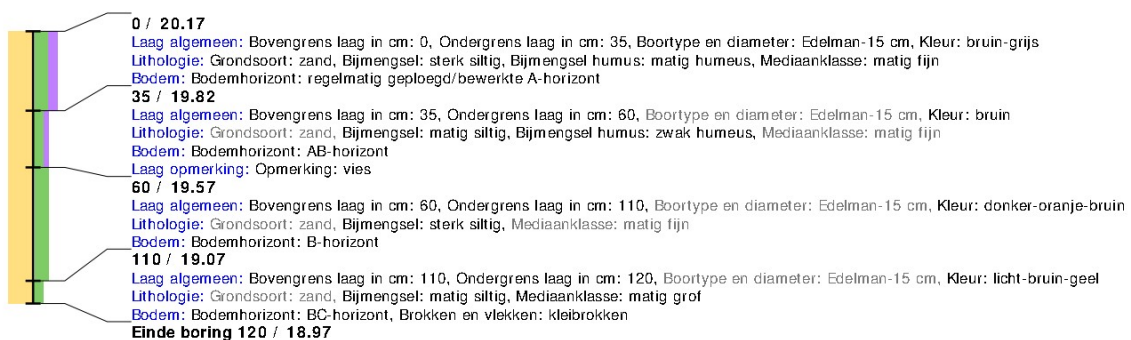 0 / 20.17
Laag algemeen: Bovengrens laag in cm: 0, Ondergrens laag in cm: 35, Boortype en diameter: Edelman-15 cm, Kleur: bruin-grijs
Lithologie: Grondsoort: zand, Bijmengsel: sterk siltig, Bijmengsel humus: matig humeus, Mediaanklasse: matig fijn
Bodem: Bodemhorizont: regelmatig geploegd/bewerkte A-horizont
35 / 19.82
Laag algemeen: Bovengrens laag in cm: 35, Ondergrens laag in cm: 60, Boortype en diameter: Edelman-15 cm, Kleur: bruin
Lithologie: Grondsoort: zand, Bijmengsel: matig siltig, Bijmengsel humus: zwak humeus, Mediaanklasse: matig fijn
Bodem: Bodemhorizont: AB-horizont
Laag opmerking: Opmerking: vies
60 / 19.57
Laag algemeen: Bovengrens laag in cm: 60, Ondergrens laag in cm: 110, Boortype en diameter: Edelman-15 cm, Kleur: donker-oranje-bruin
Lithologie: Grondsoort: zand, Bijmengsel: sterk siltig, Mediaanklasse: matig fijn
Bodem: Bodemhorizont: B-horizont
110 / 19.07
Laag algemeen: Bovengrens laag in cm: 110, Ondergrens laag in cm: 120, Boortype en diameter: Edelman-15 cm, Kleur: licht-bruin-geel
Lithologie: Grondsoort: zand, Bijmengsel: matig siltig, Mediaanklasse: matig grof
Bodem: Bodemhorizont: BC-horizont, Brokken en vlekken: kleibrokken
Einde boring 120 / 18.97